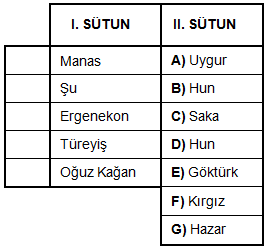 I. SÜTUN II. SÜTUN
Manas A) Uygur
Şu B) Hun
Ergenekon C) Saka
Türeyiş D) Hun
Oğuz Kağan E) Göktürk
F) Kırgız
G) Hazar